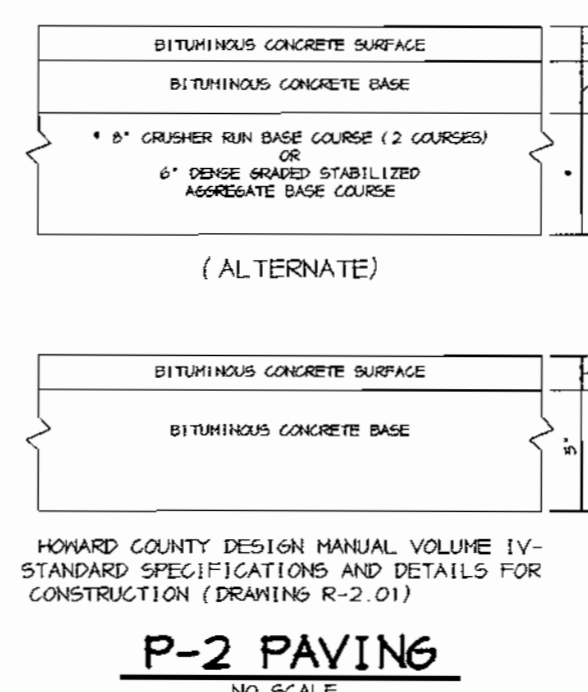 BITUMINOUS CONCRETE SURFACE
BITUMINOUS CONCRETE BASE
* 8" CRUSHER RUN BASE COURSE (2 COURSES)
OR
6" DENSE GRADED STABILIZED
AGGREGATE BASE COURSE
*
(ALTERNATE)
BITUMINOUS CONCRETE SURFACE
BITUMINOUS CONCRETE BASE
5"
HOWARD COUNTY DESIGN MANUAL VOLUME IV-
STANDARD SPECIFICATIONS AND DETAILS FOR
CONSTRUCTION (DRAWING R-2.01)
P-2 PAVING
NO SCALE